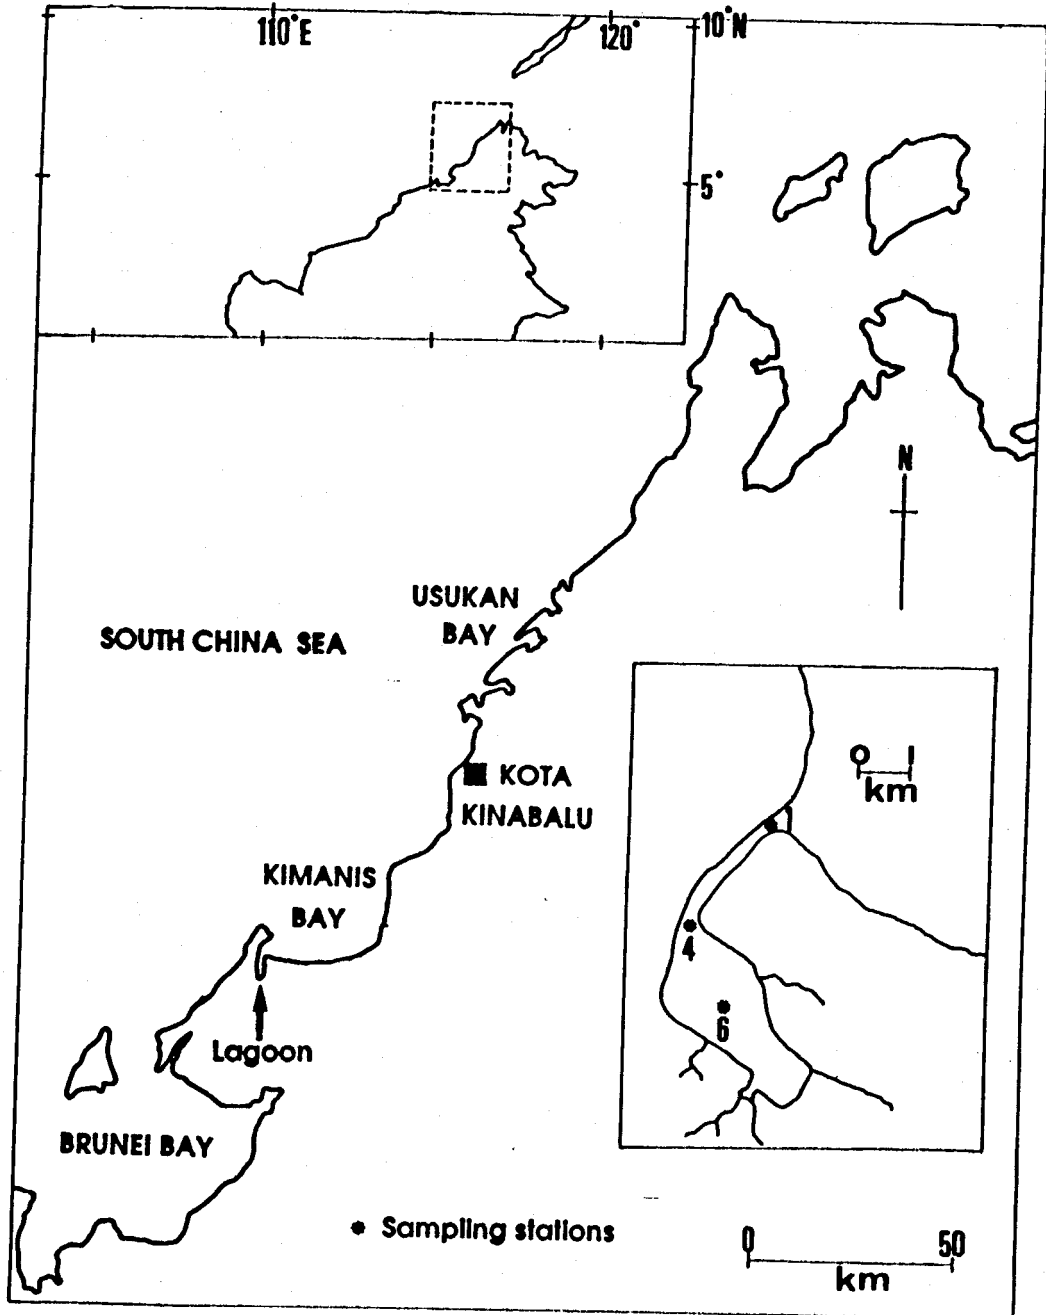 110°E
120°
10°N
5°
N
USUKAN
BAY
SOUTH CHINA SEA
KOTA
KINABALU
KIMANIS
BAY
Lagoon
BRUNEI BAY
0 1
km
4
6
* Sampling stations
0 50
km